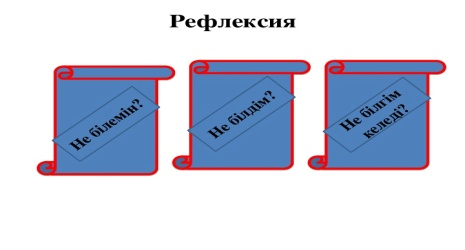 Рефлексия
Не білемін?
Не білдім?
Не білгім
келеді?